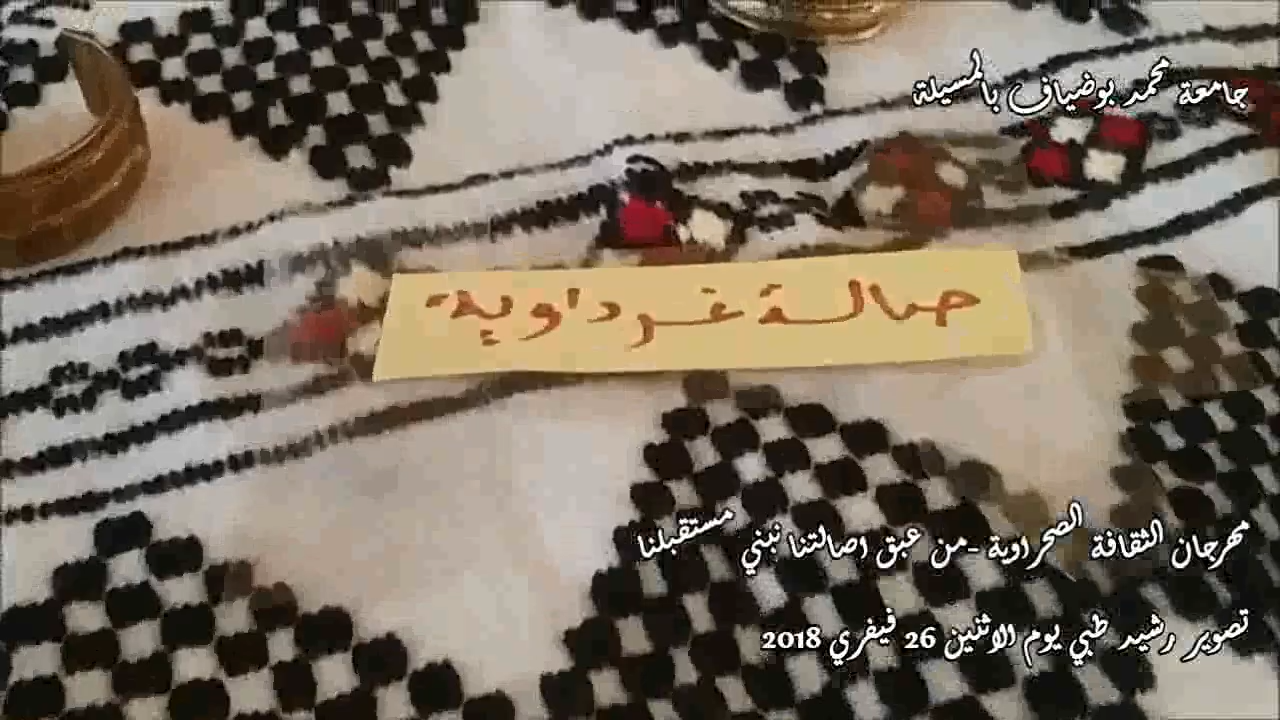 جامعة محمد بوضياف بالمسيلة
حمالة غرداوية
مهرجان الثقافة الصحراوية -من عبق اصالتنا نبني مستقبلنا
تصوير رشيد طبي يوم الاثنين 26 فيفري 2018